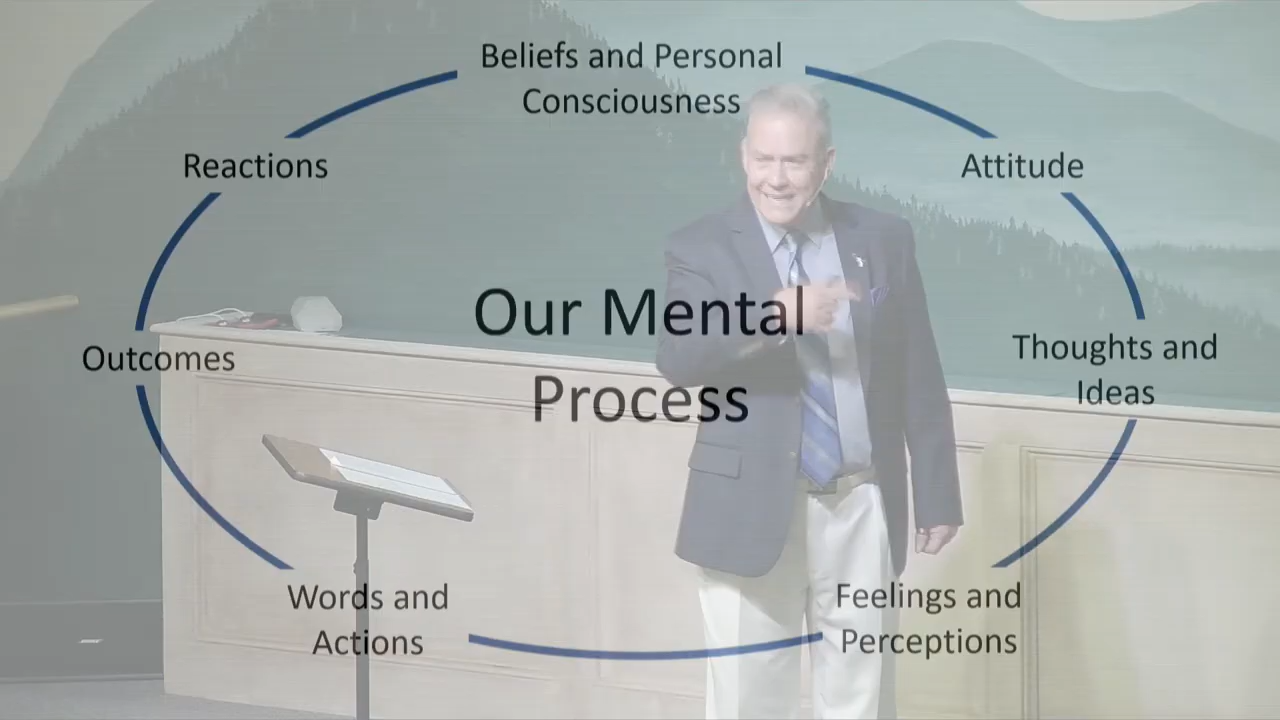 Beliefs and Personal
Consciousness
Attitude
Thoughts and
Ideas
Feelings and
Perceptions
Words and
Actions
Outcomes
Reactions
Our Mental
Process